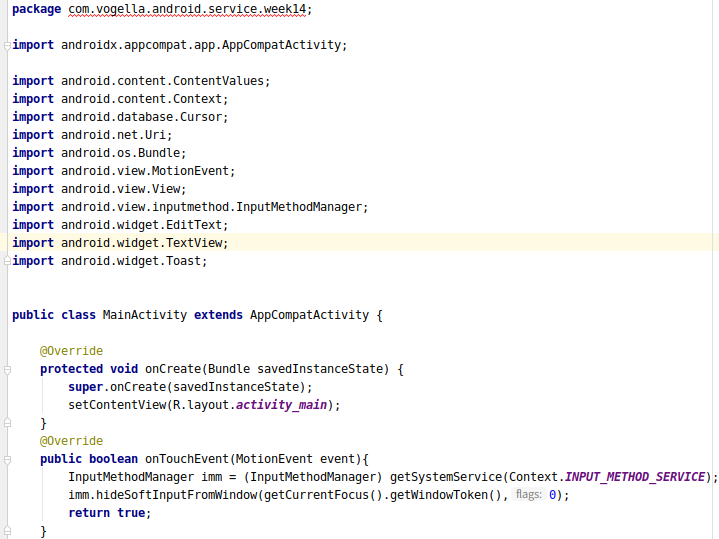 package com.vogella.android.service.week14;
import androidx.appcompat.app.AppCompatActivity;
import android.content.ContentValues;
import android.content.Context;
import android.database.Cursor;
import android.net.Uri;
import android.os.Bundle;
import android.view.MotionEvent;
import android.view.View;
import android.view.inputmethod.InputMethodManager;
import android.widget.EditText;
import android.widget.TextView;
import android.widget.Toast;
public class MainActivity extends AppCompatActivity {
@Override
protected void onCreate(Bundle savedInstanceState) {
super.onCreate(savedInstanceState);
setContentView(R.layout.activity_main);
}
@Override
public boolean onTouchEvent(MotionEvent event){
InputMethodManager imm = (InputMethodManager) getSystemService(Context.INPUT_METHOD_SERVICE);
imm.hideSoftInputFromWindow(getCurrentFocus().getWindowToken(), flags: 0);
return true;
}